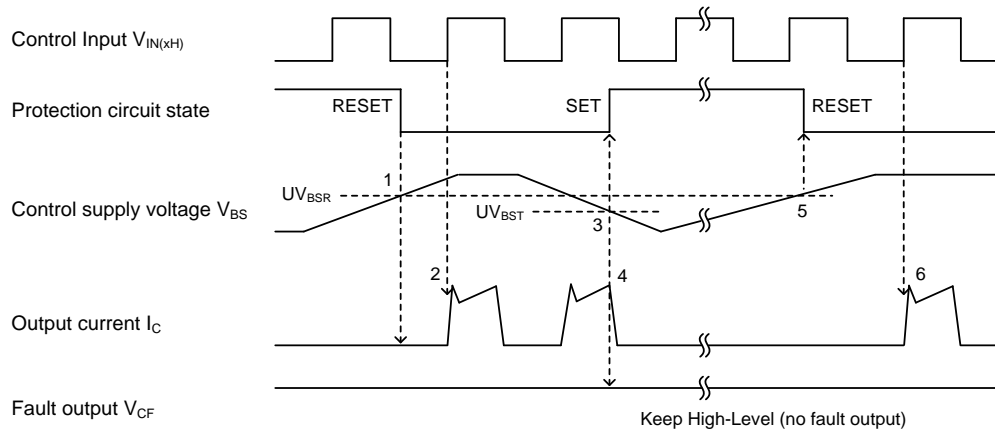 Control Input VIN(xH)
Protection circuit state
RESET
SET
RESET
Control supply voltage VBS
UVBSR
1
UVBST
3
5
Output current IC
2
4
6
Fault output VCF
Keep High-Level (no fault output)